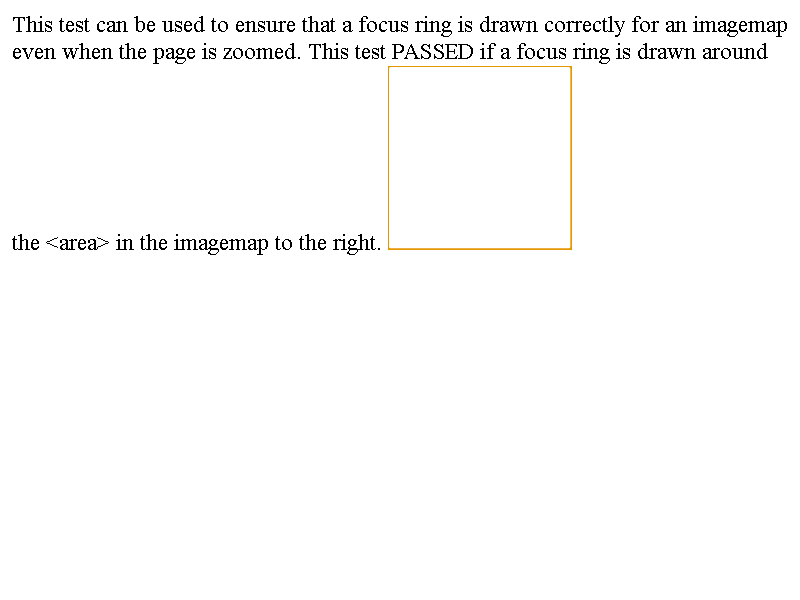 This test can be used to ensure that a focus ring is drawn correctly for an imagemap
even when the page is zoomed. This test PASSED if a focus ring is drawn around
the <area> in the imagemap to the right.